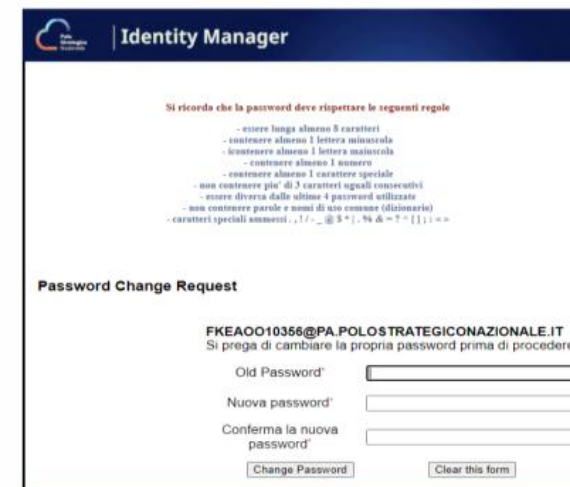 Polo
Strategico
Nazionale
Identity Manager
Si ricorda che la password deve rispettare le seguenti regole
- essere lunga almeno 8 caratteri
- contenere almeno 1 lettera minuscola
- icontenere almeno 1 lettera maiuscola
- contenere almeno 1 numero
- contenere almeno 1 carattere speciale
- non contenere piu' di 3 caratteri uguali consecutivi
- essere diversa dalle ultime 4 password utilizzate
- non contenere parole e nomi di uso comune (dizionario)
- caratteri speciali ammessi . , ! / - _ @ $ * | . % & = ? ^ [ ] ; : < >
Password Change Request
FKEAOO10356@PA.POLOSTRATEGICONAZIONALE.IT
Si prega di cambiare la propria password prima di procedere
Old Password*
Nuova password*
Conferma la nuova
password*
Change Password
Clear this form